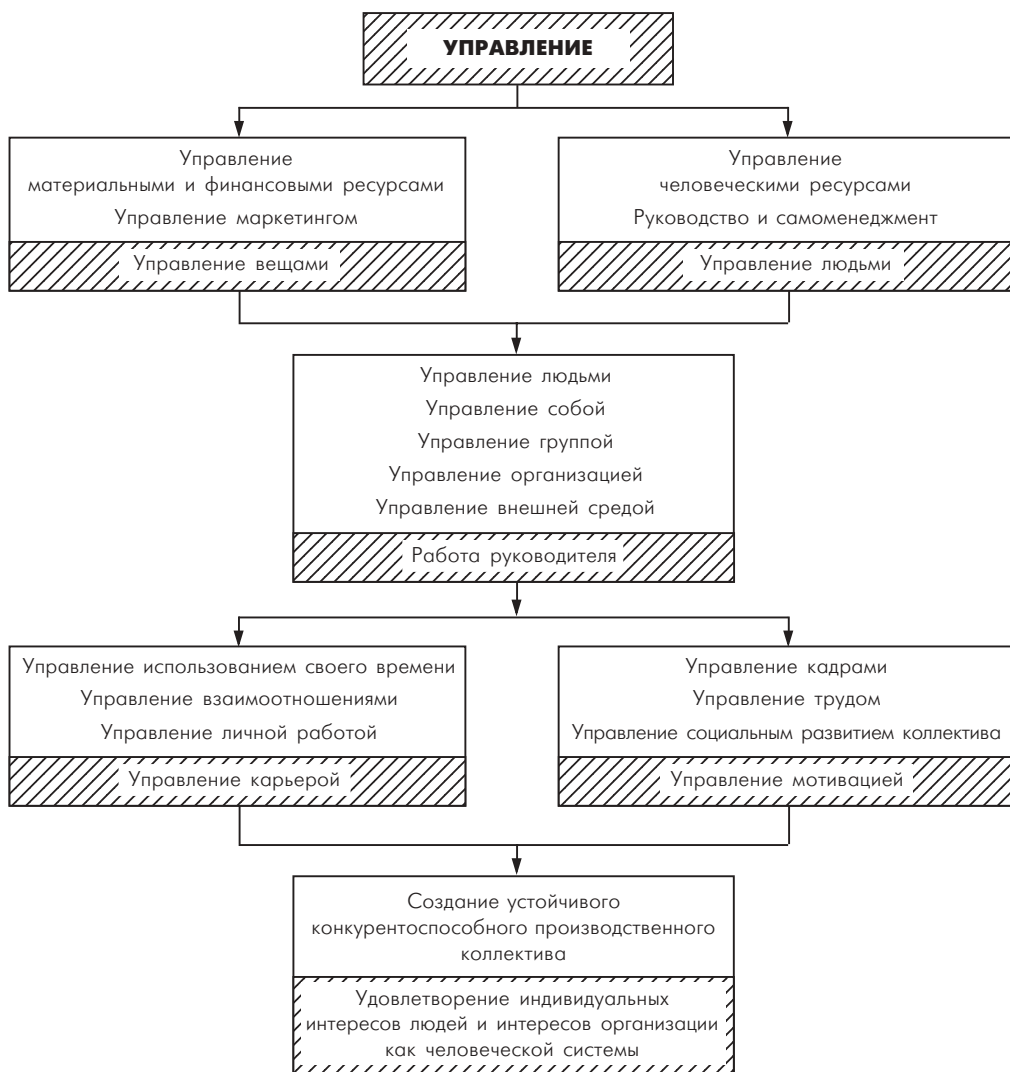 УПРАВЛЕНИЕ
Управление
материальными и финансовыми ресурсами
Управление маркетингом
Управление вещами
Управление
человеческими ресурсами
Руководство и самоменеджмент
Управление людьми
Управление людьми
Управление собой
Управление группой
Управление организацией
Управление внешней средой
Работа руководителя
Управление использованием своего времени
Управление взаимоотношениями
Управление личной работой
Управление карьерой
Управление кадрами
Управление трудом
Управление социальным развитием коллектива
Управление мотивацией
Создание устойчивого
конкурентоспособного производственного
коллектива
Удовлетворение индивидуальных
интересов людей и интересов организации
как человеческой системы